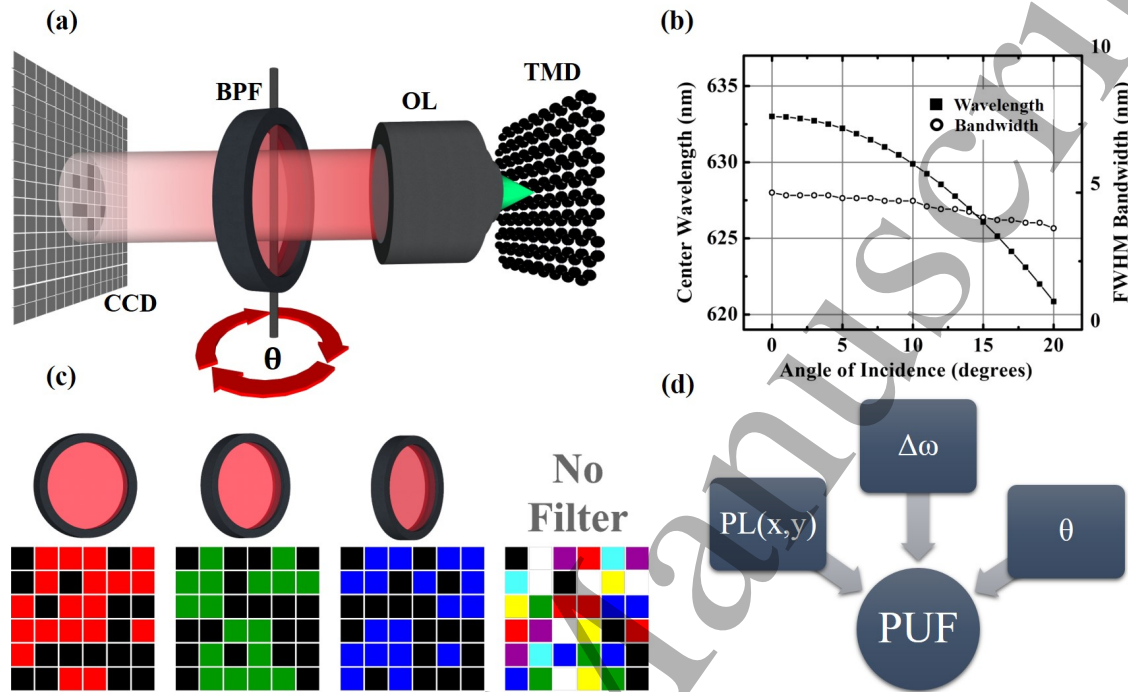 (a)
BPF
OL
TMD
CCD
θ
(b)
Center Wavelength (nm)
635
630
625
620
Wavelength
Bandwidth
10
5
0
FWHM Bandwidth (nm)
0
5
10
15
20
Angle of Incidence (degrees)
(c)
No
Filter
(d)
PL(x,y)
Δω
θ
PUF